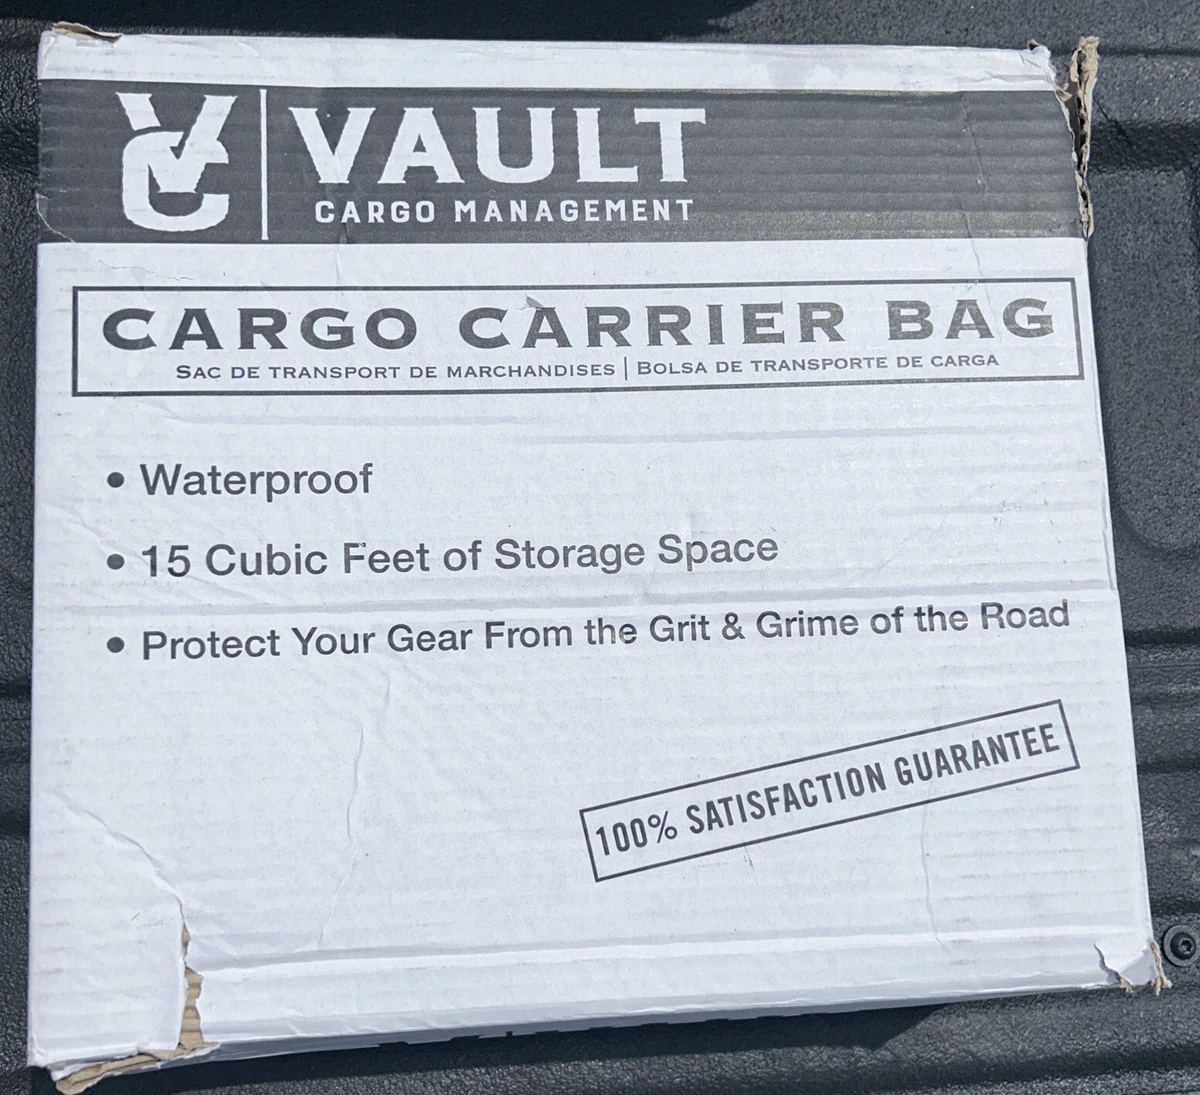 VC
VAULT
CARGO MANAGEMENT
CARGO CARRIER BAG
SAC DE TRANSPORT DE MARCHANDISES | BOLSA DE TRANSPORTE DE CARGA
• Waterproof
• 15 Cubic Feet of Storage Space
• Protect Your Gear From the Grit & Grime of the Road
100% SATISFACTION GUARANTEE